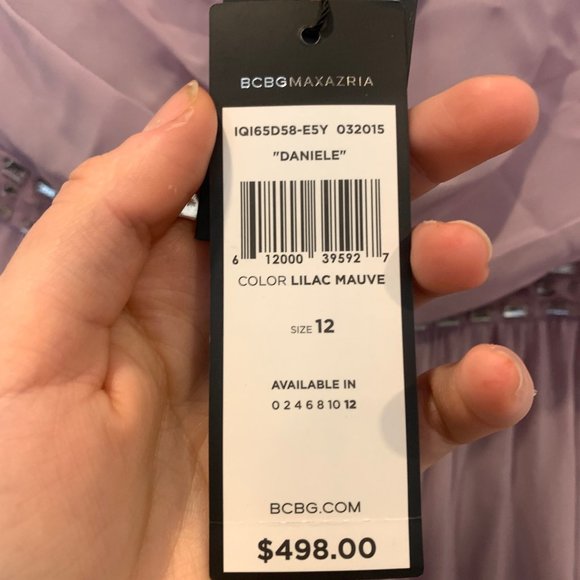 BCBGMAXAZRIA
IQI65D58-E5Y 032015
"DANIELE"
6 12000 39592 7
COLOR LILAC MAUVE
SIZE 12
AVAILABLE IN
0 2 4 6 8 10 12
BCBG.COM
$498.00